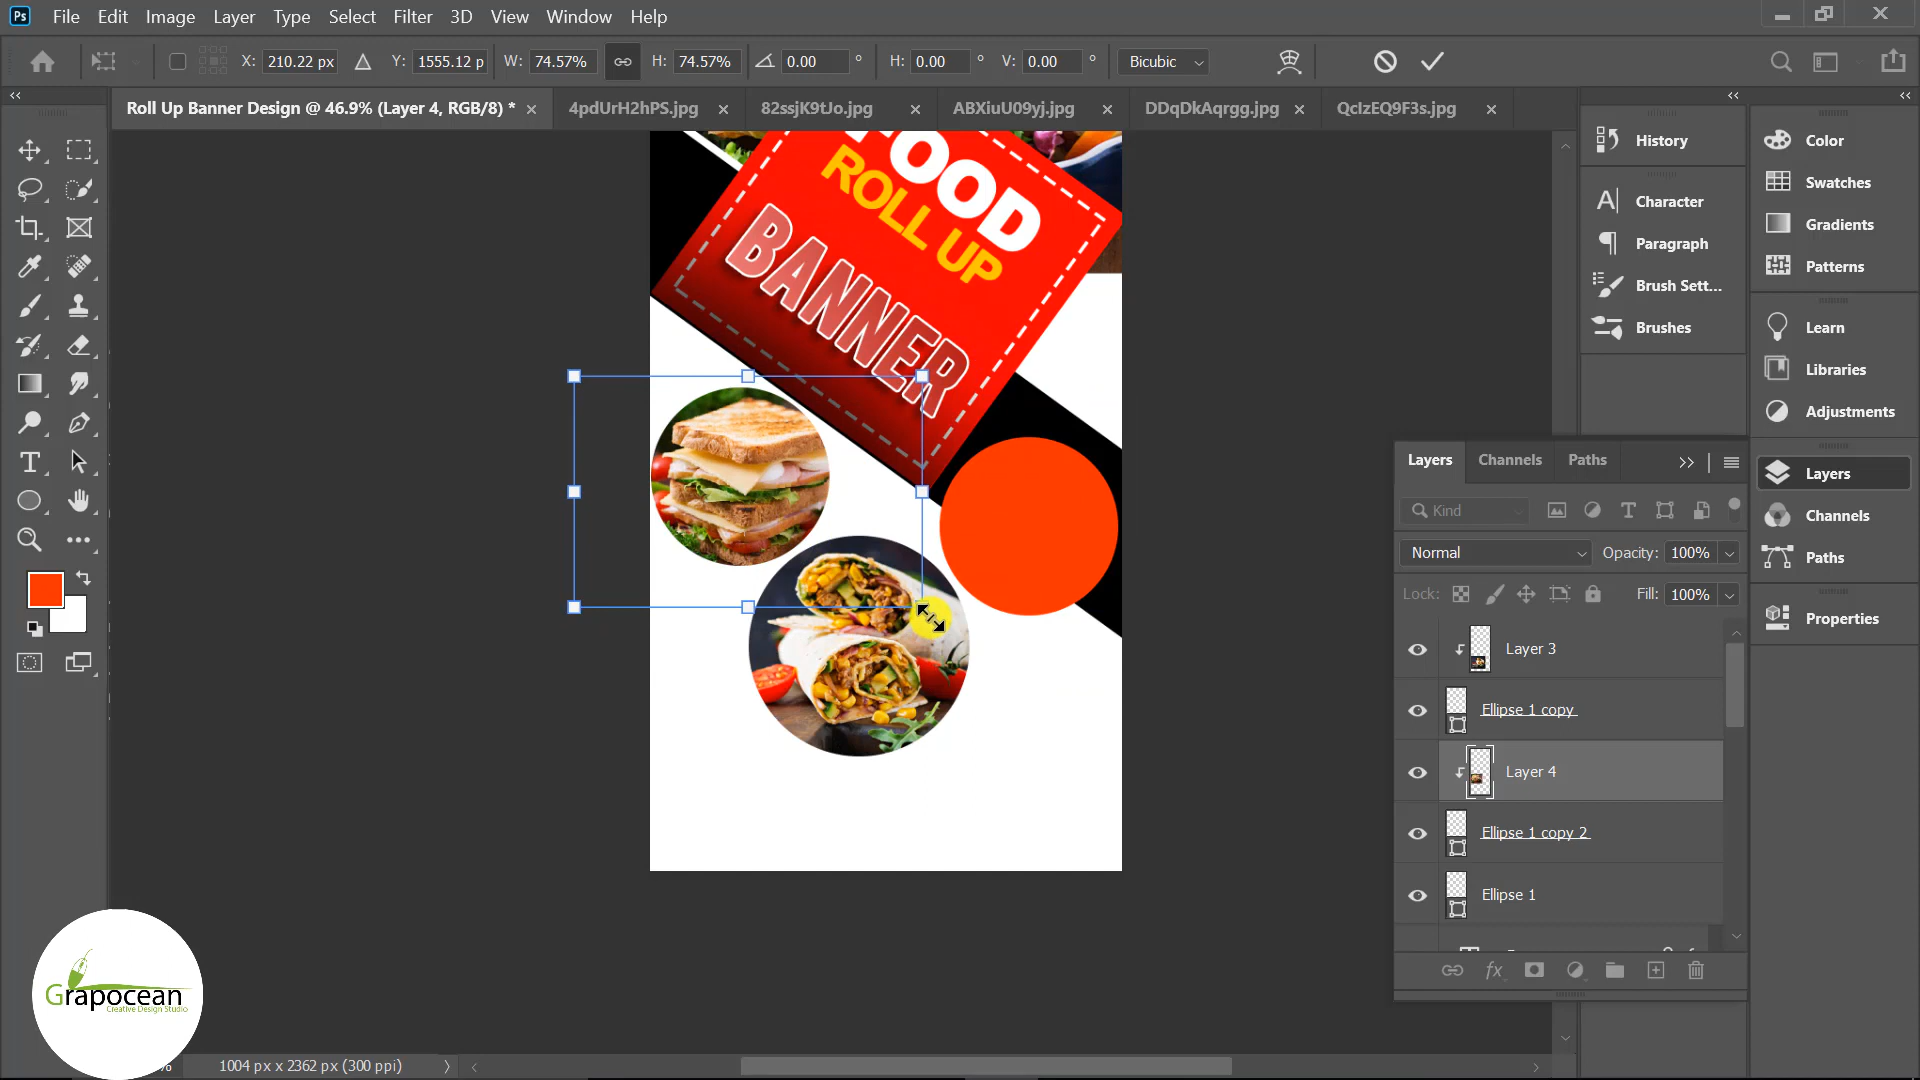 Ps File Edit Image Layer Type Select Filter 3D View Window Help
X: 210.22 px Y: 1555.12 p W: 74.57% H: 74.57% 0.00 ° H: 0.00 ° V: 0.00 ° Bicubic
Roll Up Banner Design @ 46.9% (Layer 4, RGB/8) * 4pdUrH2hPS.jpg 82ssjK9tJo.jpg ABXiuU09yj.jpg DDqDkAqrgg.jpg QclzEQ9F3s.jpg
FOOD
ROLL UP
BANNER
History
Character
Paragraph
Brush Sett...
Brushes
Color
Swatches
Gradients
Patterns
Learn
Libraries
Adjustments
Layers
Channels
Paths
Properties
Layers Channels Paths
Kind
Normal Opacity: 100%
Lock: Fill: 100%
Layer 3
Ellipse 1 copy
Layer 4
Ellipse 1 copy 2
Ellipse 1
fx
Grapocean
Creative Design Studio
% 1004 px x 2362 px (300 ppi)